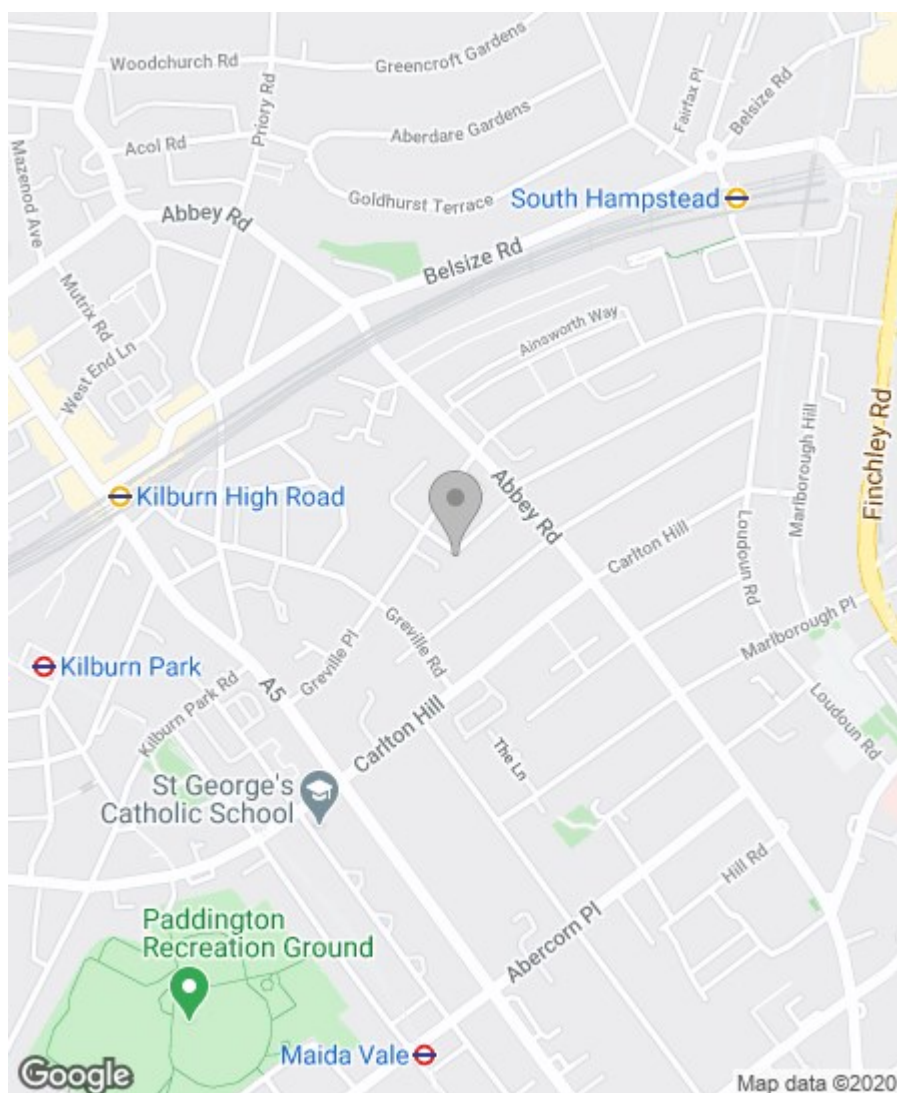 Woodchurch Rd
Greencroft Gardens
Priory Rd
Fairfax Pl
Belsize Rd
Aberdare Gardens
Acol Rd
Mazenod Ave
Goldhurst Terrace
South Hampstead
Abbey Rd
Belsize Rd
Mutrix Rd
West End Ln
Ainsworth Way
Finchley Rd
Marlborough Hill
Abbey Rd
Kilburn High Road
Loudoun Rd
Carlton Hill
Marlborough Pl
Greville Rd
Greville Pl
Kilburn Park
A5
Kilburn Park Rd
Loudoun Rd
Carlton Hill
The Ln
St George's
Catholic School
Hill Rd
Paddington
Recreation Ground
Abercorn Pl
Maida Vale
Google
Map data ©2020